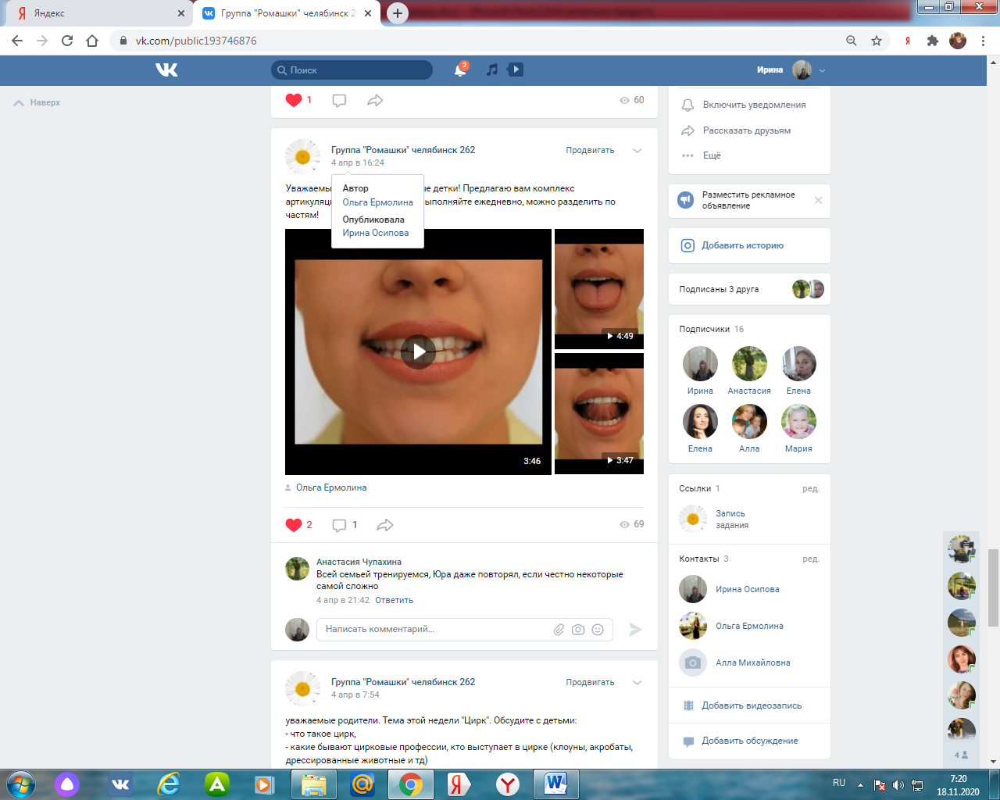 Яндекс
Группа "Ромашки" челябинск 2
vk.com/public193746876
Поиск
2
Ирина
Наверх
1
60
Группа "Ромашки" челябинск 262
4 апр в 16:24
Продвигать
Уважаемы
е детки! Предлагаю вам комплекс
артикуляц
ыполняйте ежедневно, можно разделить по
частям!
Автор
Ольга Ермолина
Опубликовала
Ирина Осипова
3:46
4:49
3:47
Ольга Ермолина
2
1
69
Анастасия Чупахина
Всей семьей тренируемся, Юра даже повторял, если честно некоторые
самой сложно
4 апр в 21:42 Ответить
Написать комментарий...
Группа "Ромашки" челябинск 262
4 апр в 7:54
Продвигать
уважаемые родители. Тема этой недели "Цирк". Обсудите с детьми:
- что такое цирк,
- какие бывают цирковые профессии, кто выступает в цирке (клоуны, акробаты,
дрессированные животные и тд)
Включить уведомления
Рассказать друзьям
Ещё
Разместить рекламное
объявление
Добавить историю
Подписаны 3 друга
Подписчики 16
Ирина
Анастасия
Елена
Елена
Алла
Мария
Ссылки 1
ред.
Запись
задания
Контакты 3
ред.
Ирина Осипова
Ольга Ермолина
Алла Михайловна
Добавить видеозапись
Добавить обсуждение
4
RU
7:20
18.11.2020